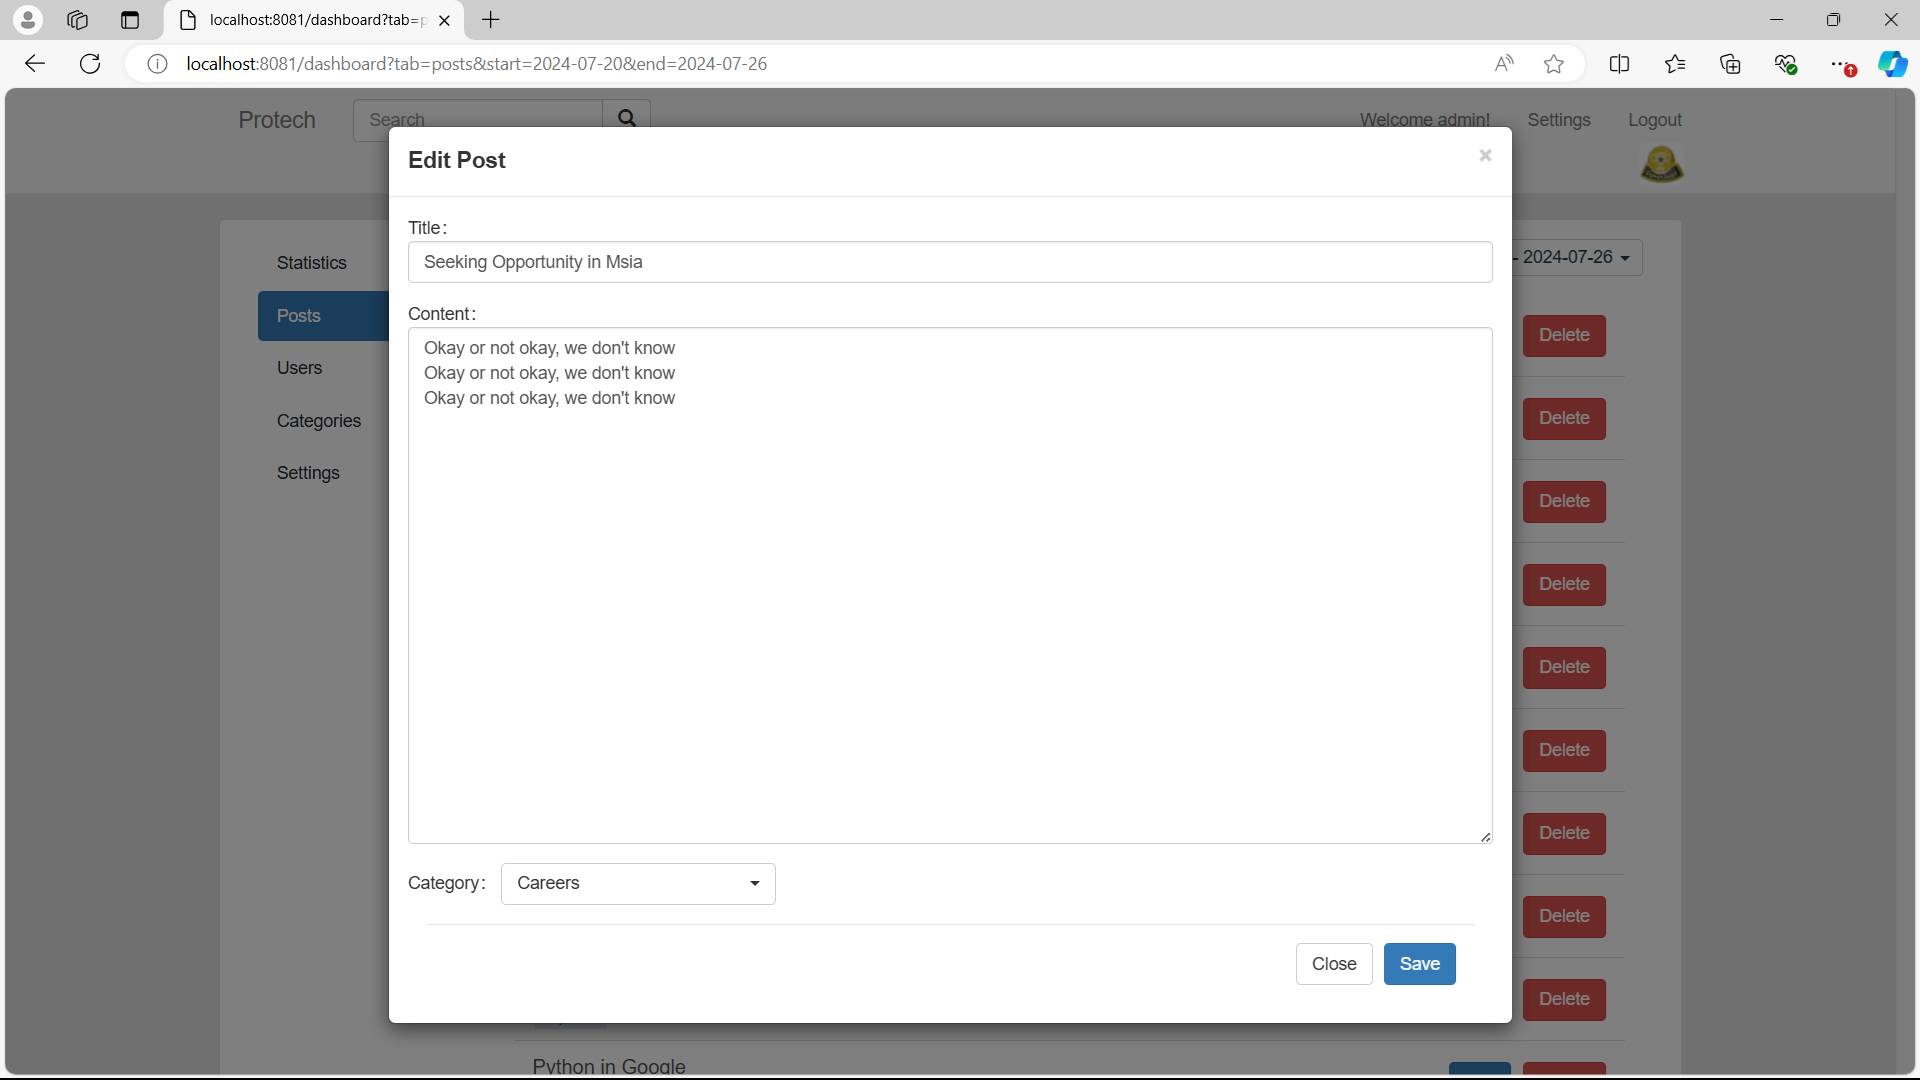 localhost:8081/dashboard?tab=p
localhost:8081/dashboard?tab=posts&start=2024-07-20&end=2024-07-26
Protech
Search
Welcome admin!
Settings
Logout
Edit Post
×
Title:
Seeking Opportunity in Msia
- 2024-07-26
Statistics
Posts
Users
Categories
Settings
Content:
Okay or not okay, we don't know
Okay or not okay, we don't know
Okay or not okay, we don't know
Delete
Delete
Delete
Delete
Delete
Delete
Delete
Delete
Delete
Category:
Careers
Close
Save
Python in Google